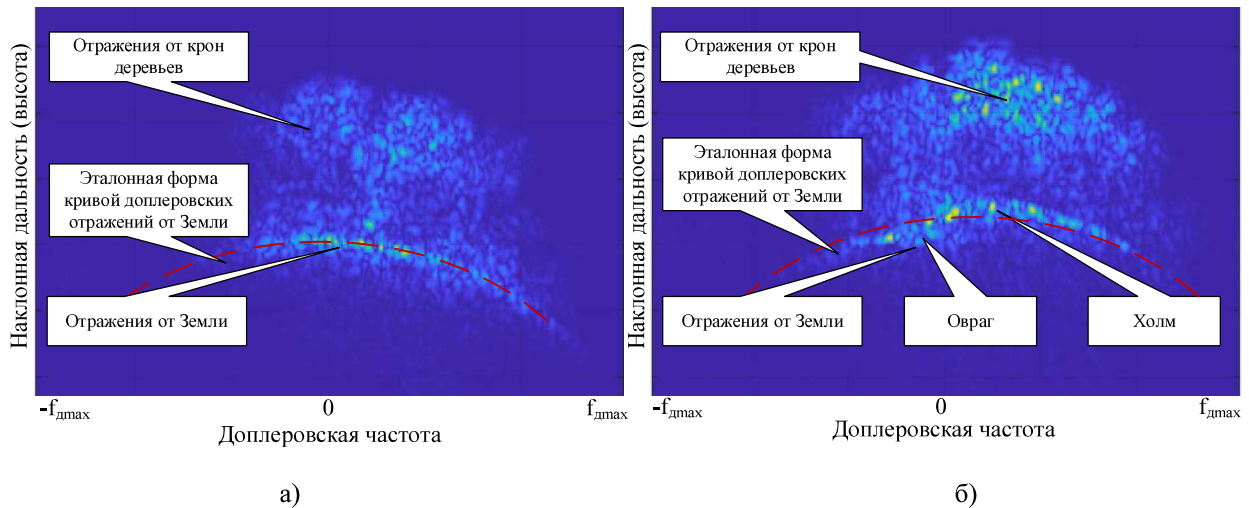 Наклонная дальность (высота)
Отражения от крон
деревьев
Эталонная форма
кривой доплеровских
отражений от Земли
Отражения от Земли
-fдmax
0
fдmax
Доплеровская частота
а)
Наклонная дальность (высота)
Отражения от крон
деревьев
Эталонная форма
кривой доплеровских
отражений от Земли
Отражения от Земли
Овраг
Холм
-fдmax
0
fдmax
Доплеровская частота
б)